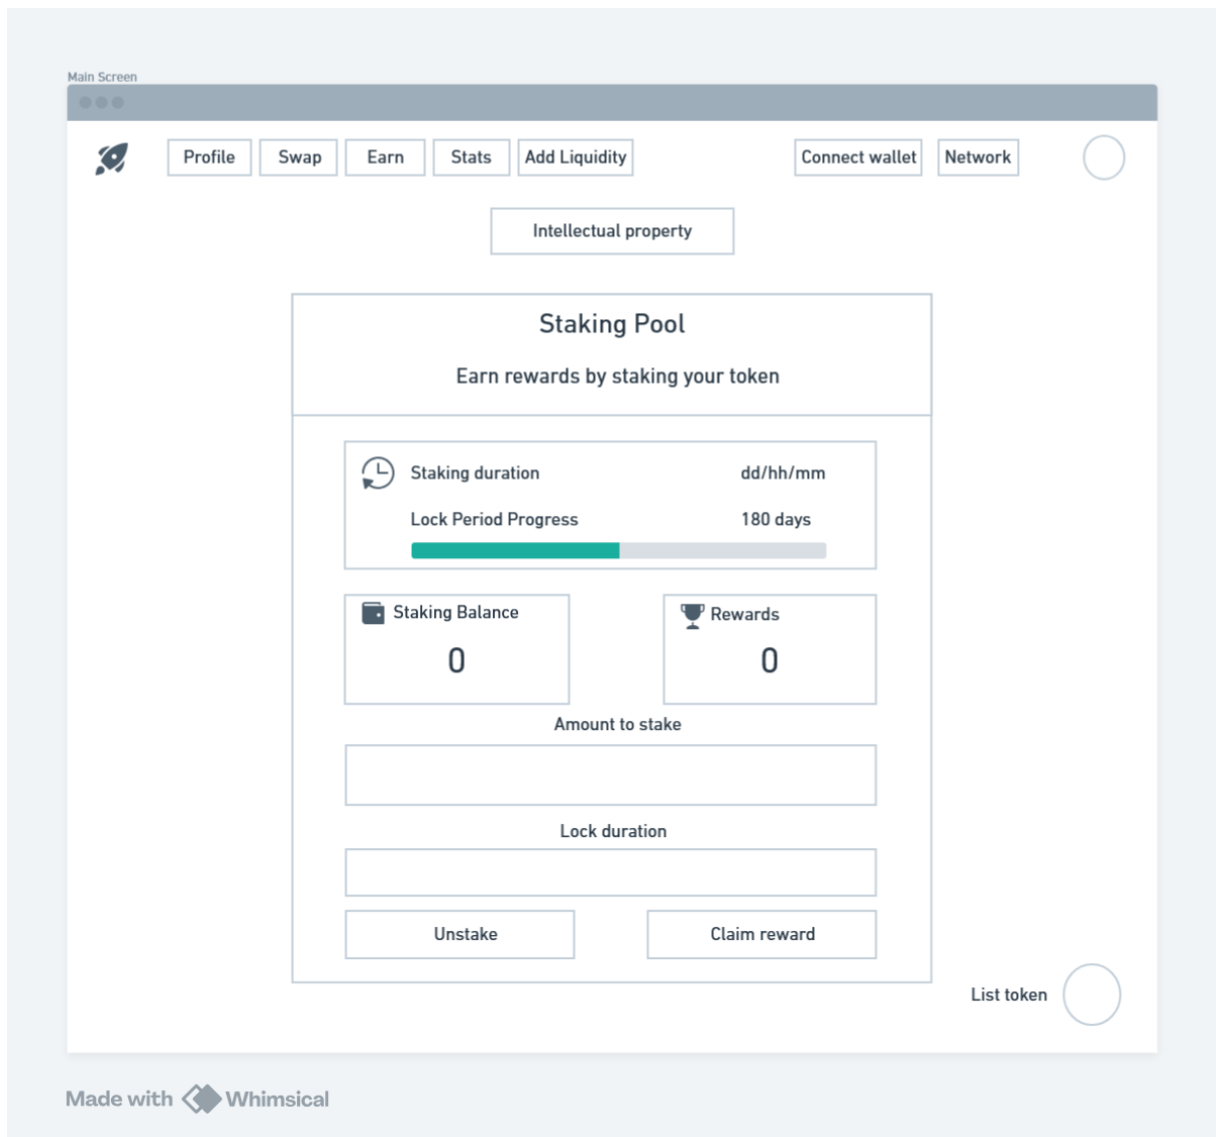 Main Screen
Profile
Swap
Earn
Stats
Add Liquidity
Connect wallet
Network
Intellectual property
Staking Pool
Earn rewards by staking your token
Staking duration
dd/hh/mm
Lock Period Progress
180 days
Staking Balance
0
Rewards
0
Amount to stake
Lock duration
Unstake
Claim reward
List token
Made with Whimsical